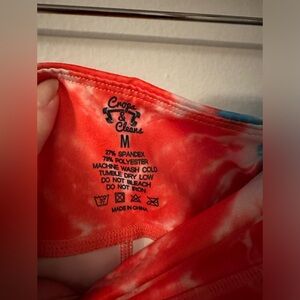 Crops
&
Cleans
M
27% SPANDEX
73% POLYESTER
MACHINE WASH COLD
TUMBLE DRY LOW
DO NOT BLEACH
DO NOT IRON
MADE IN CHINA